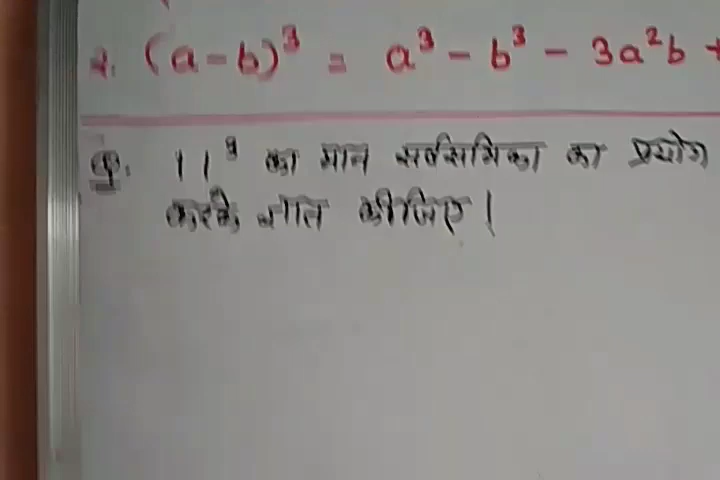 2. (a-b)³ = a³ - b³ - 3a²b +
Q. 11³ का मान सर्वसमिका का प्रयोग
करके ज्ञात कीजिए।